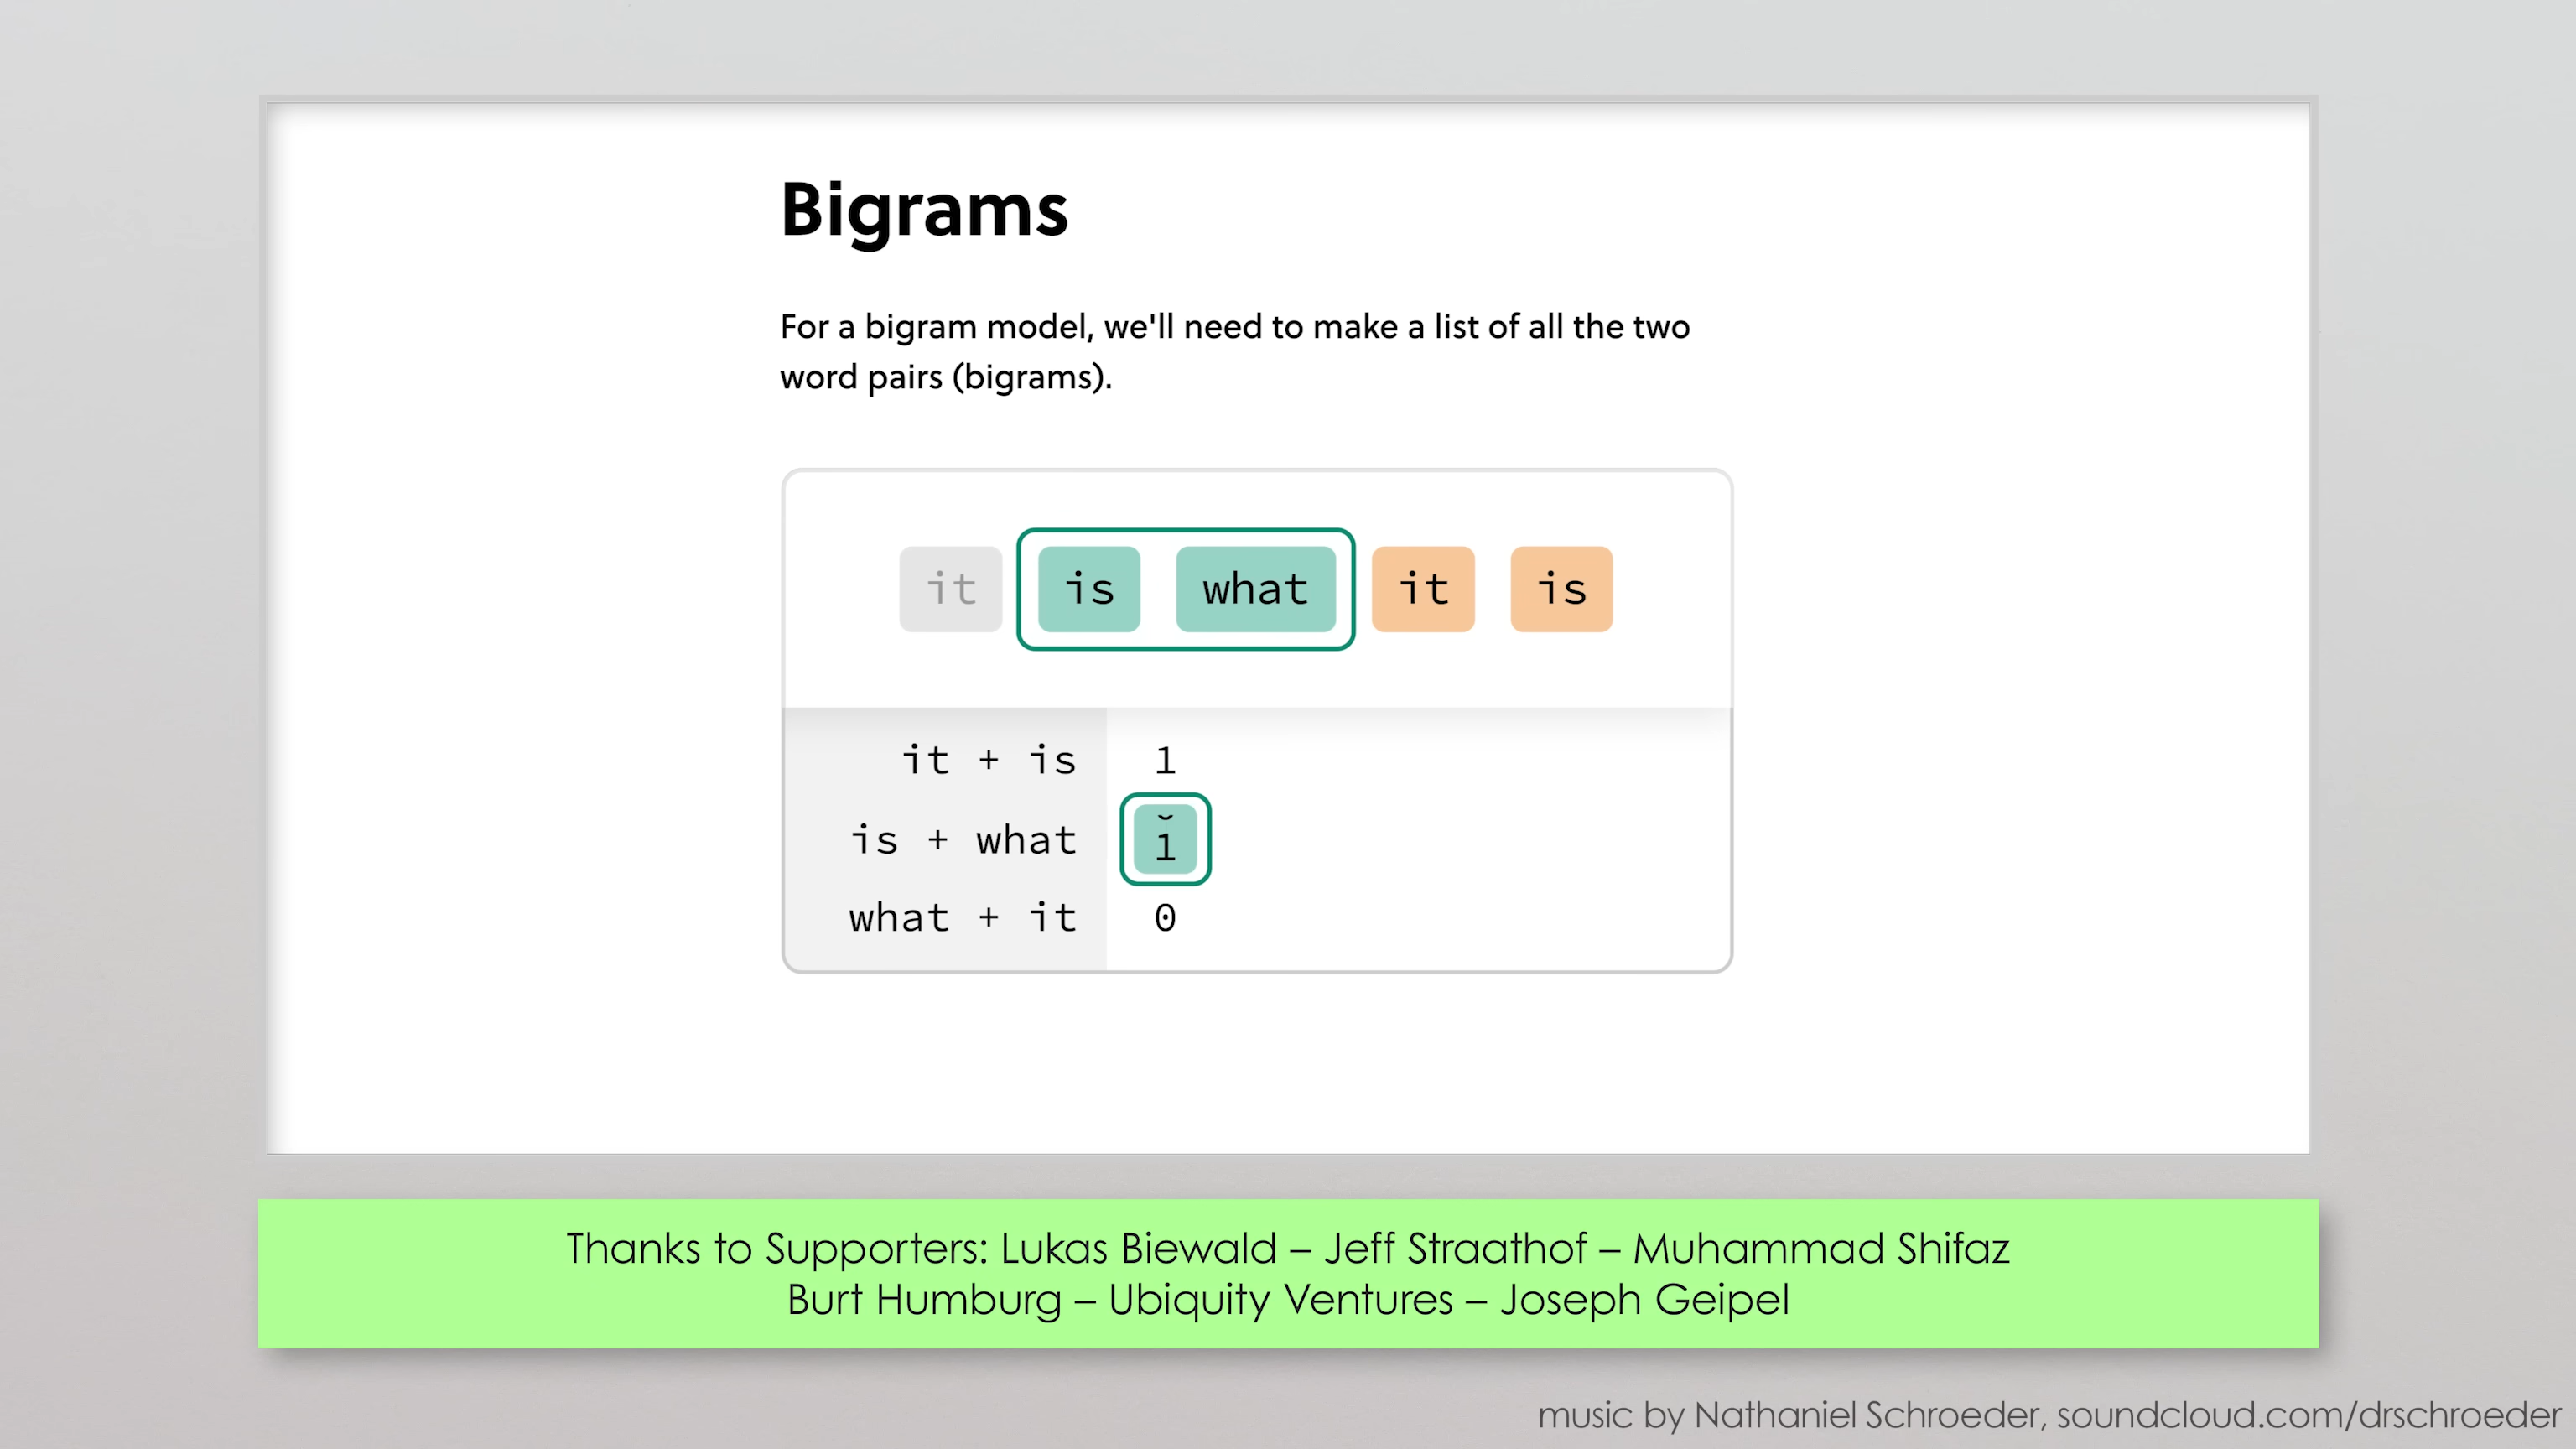 Bigrams
For a bigram model, we'll need to make a list of all the two
word pairs (bigrams).
it is what it is
it + is 1
is + what 1
what + it 0
Thanks to Supporters: Lukas Biewald – Jeff Straathof – Muhammad Shifaz
Burt Humburg – Ubiquity Ventures – Joseph Geipel
music by Nathaniel Schroeder, soundcloud.com/drschroeder